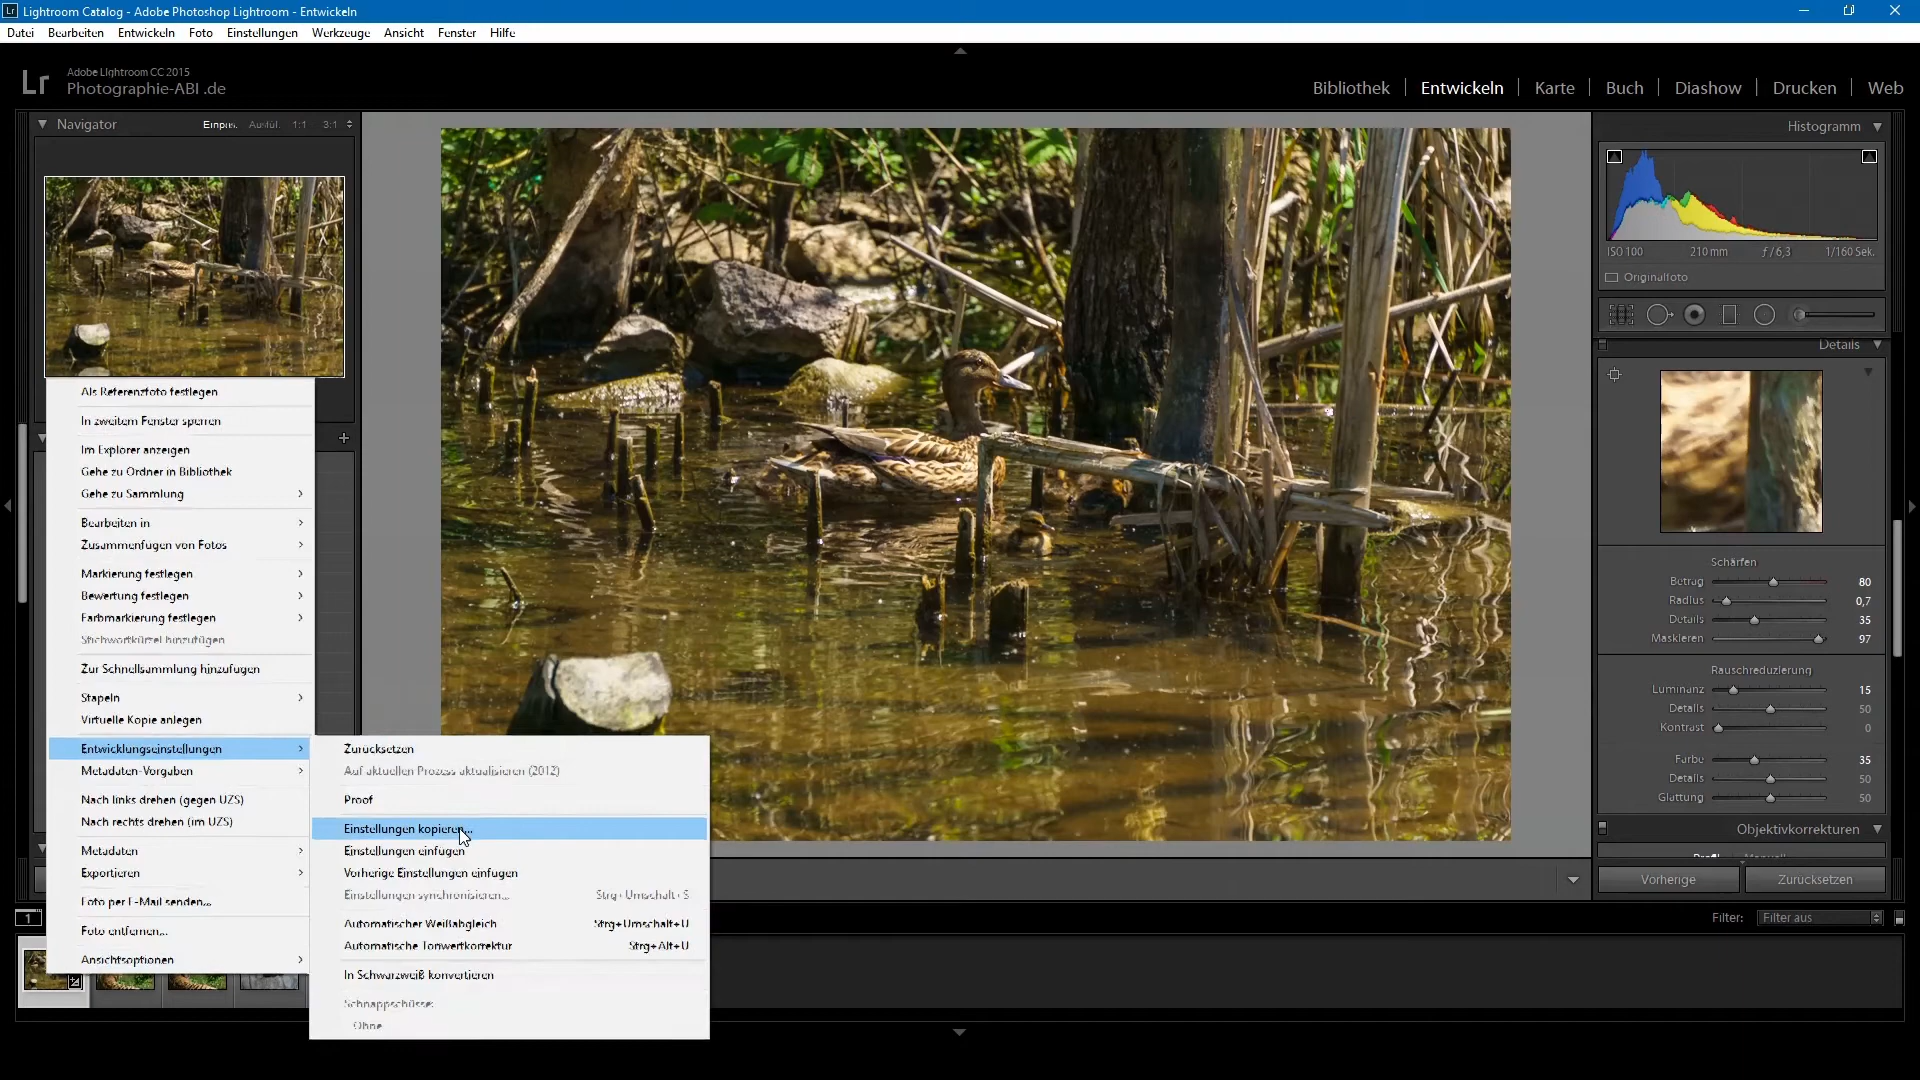 Lightroom Catalog - Adobe Photoshop Lightroom - Entwickeln
Datei Bearbeiten Entwickeln Foto Einstellungen Werkzeuge Ansicht Fenster Hilfe
Lr
Adobe Lightroom CC 2015
Photographie-ABI .de
Bibliothek Entwickeln Karte Buch Diashow Drucken Web
Navigator Einpas. Ausfül. 1:1 3:1
Histogramm
ISO 100 210 mm ƒ / 6,3 1/160 Sek.
Originalfoto
Details
Schärfen
Betrag 80
Radius 0,7
Details 35
Maskieren 97
Rauschreduzierung
Luminanz 15
Details 50
Kontrast 0
Farbe 35
Details 50
Glättung 50
Objektivkorrekturen
Profil Manuell
Vorherige Zurücksetzen
Filter: Filter aus
Als Referenzfoto festlegen
In zweitem Fenster sperren
Im Explorer anzeigen
Gehe zu Ordner in Bibliothek
Gehe zu Sammlung
Bearbeiten in
Zusammenfügen von Fotos
Markierung festlegen
Bewertung festlegen
Farbmarkierung festlegen
Stichwortkürzel hinzufügen
Zur Schnellsammlung hinzufügen
Stapeln
Virtuelle Kopie anlegen
Entwicklungseinstellungen
Metadaten-Vorgaben
Nach links drehen (gegen UZS)
Nach rechts drehen (im UZS)
Metadaten
Exportieren
Foto per E-Mail senden...
Foto entfernen...
Ansichtsoptionen
Zurücksetzen
Auf aktuellen Prozess aktualisieren (2012)
Proof
Einstellungen kopieren...
Einstellungen einfügen
Vorherige Einstellungen einfügen
Einstellungen synchronisieren... Strg+Umschalt+S
Automatischer Weißabgleich Strg+Umschalt+U
Automatische Tonwertkorrektur Strg+Alt+U
In Schwarzweiß konvertieren
Schnappschüsse:
Ohne
1